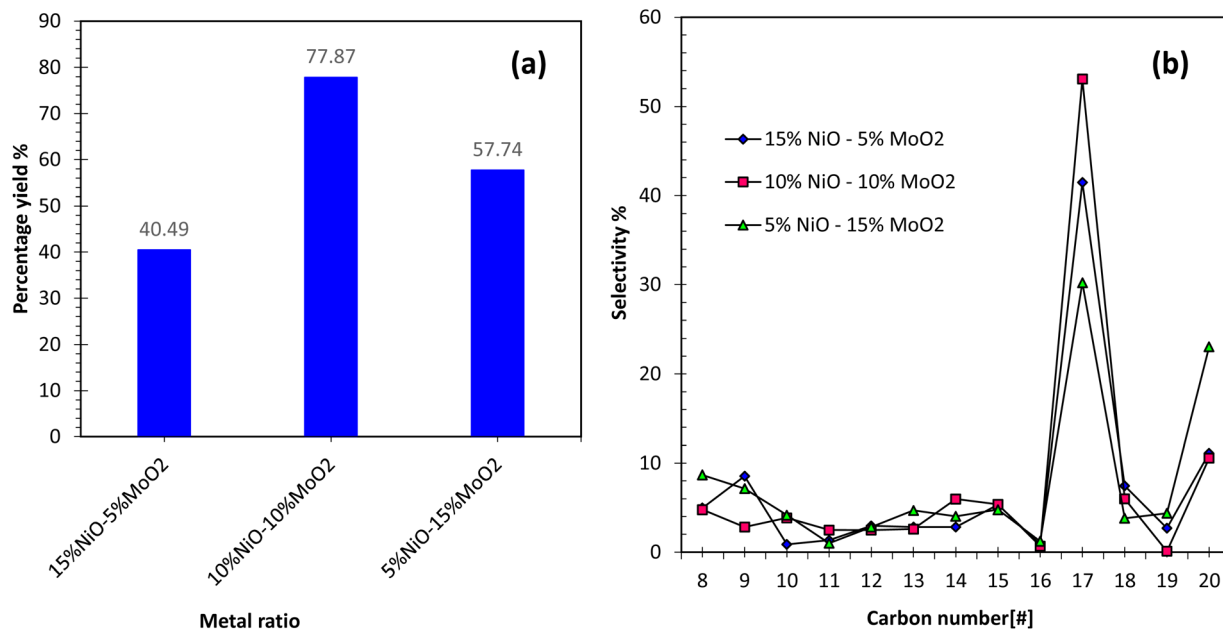 (a)
Percentage yield %
90
80
70
60
50
40
30
20
10
0
40.49
77.87
57.74
15%NiO-5%MoO2
10%NiO-10%MoO2
5%NiO-15%MoO2
Metal ratio
(b)
Selectivity %
60
50
40
30
20
10
0
15% NiO - 5% MoO2
10% NiO - 10% MoO2
5% NiO - 15% MoO2
8 9 10 11 12 13 14 15 16 17 18 19 20
Carbon number[#]